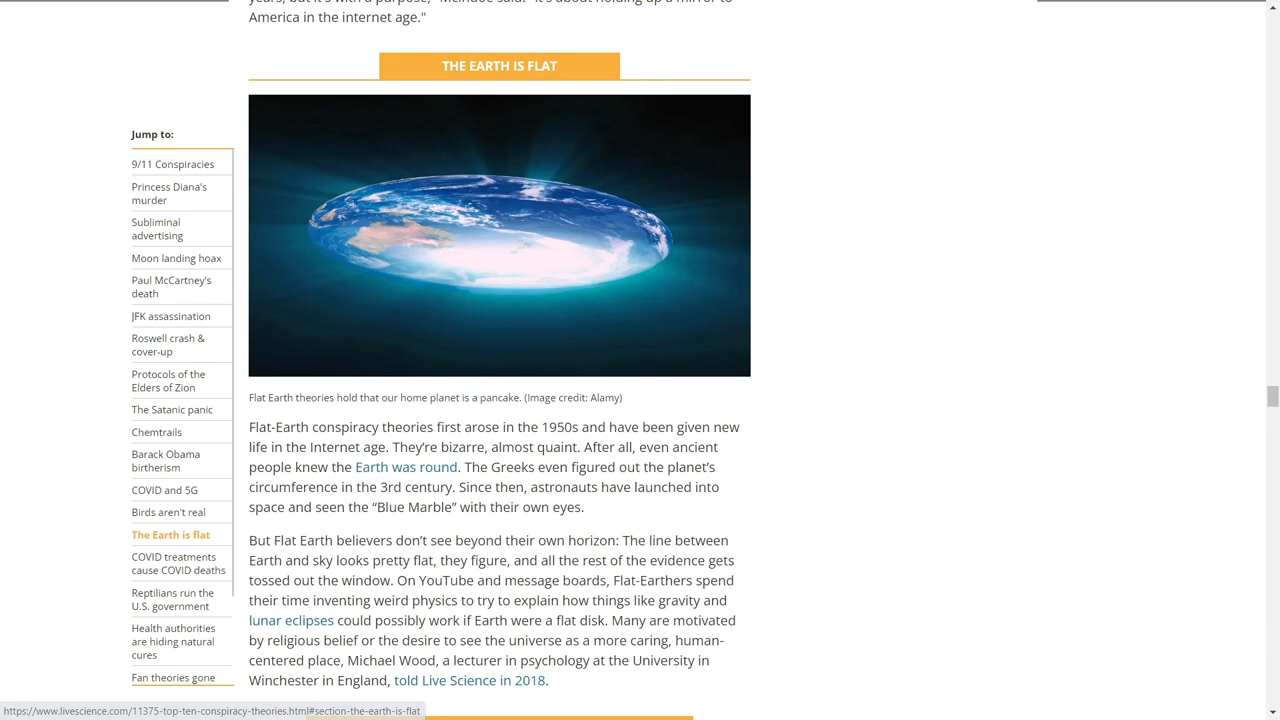 years, but it's with a purpose," McIndoe said. "It's about holding up a mirror to
America in the internet age."
THE EARTH IS FLAT
Jump to:
9/11 Conspiracies
Princess Diana's
murder
Subliminal
advertising
Moon landing hoax
Paul McCartney's
death
JFK assassination
Roswell crash &
cover-up
Protocols of the
Elders of Zion
The Satanic panic
Chemtrails
Barack Obama
birtherism
COVID and 5G
Birds aren't real
The Earth is flat
COVID treatments
cause COVID deaths
Reptilians run the
U.S. government
Health authorities
are hiding natural
cures
Fan theories gone
Flat Earth theories hold that our home planet is a pancake. (Image credit: Alamy)
Flat-Earth conspiracy theories first arose in the 1950s and have been given new
life in the Internet age. They’re bizarre, almost quaint. After all, even ancient
people knew the Earth was round. The Greeks even figured out the planet’s
circumference in the 3rd century. Since then, astronauts have launched into
space and seen the “Blue Marble” with their own eyes.
But Flat Earth believers don’t see beyond their own horizon: The line between
Earth and sky looks pretty flat, they figure, and all the rest of the evidence gets
tossed out the window. On YouTube and message boards, Flat-Earthers spend
their time inventing weird physics to try to explain how things like gravity and
lunar eclipses could possibly work if Earth were a flat disk. Many are motivated
by religious belief or the desire to see the universe as a more caring, human-
centered place, Michael Wood, a lecturer in psychology at the University in
Winchester in England, told Live Science in 2018.
https://www.livescience.com/11375-top-ten-conspiracy-theories.html#section-the-earth-is-flat